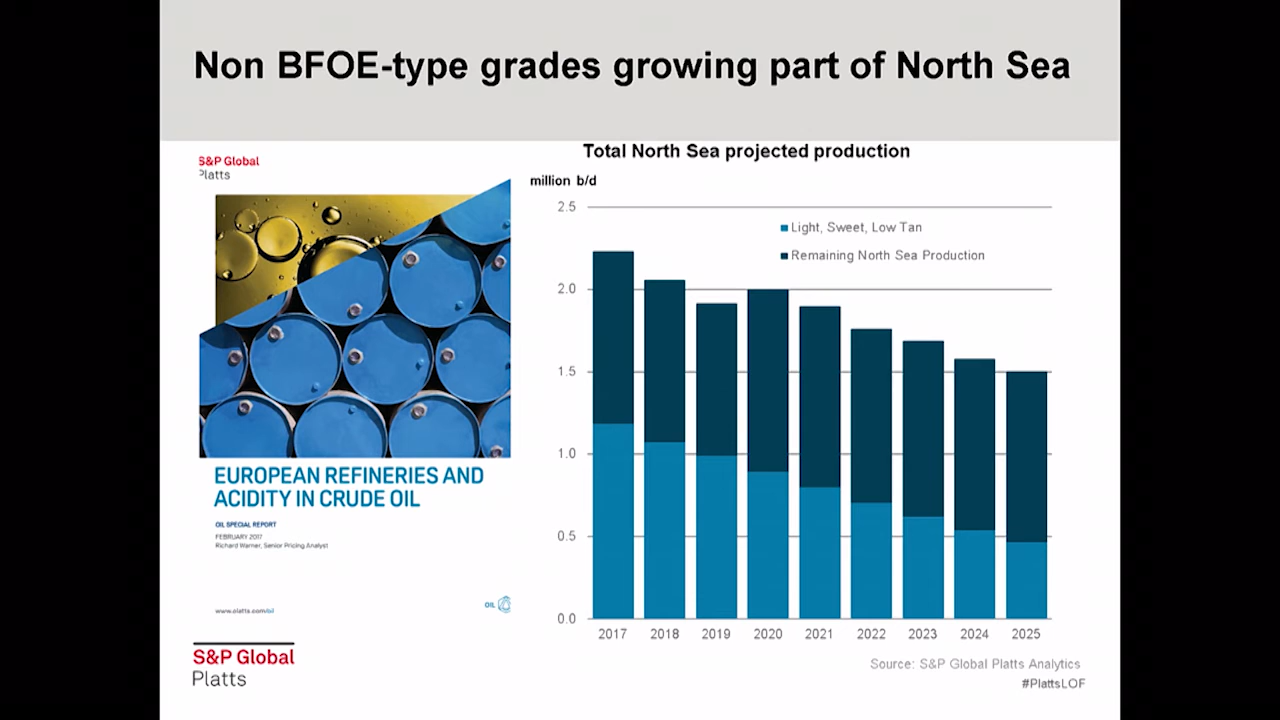 Non BFOE-type grades growing part of North Sea
S&P Global
Platts
EUROPEAN REFINERIES AND
ACIDITY IN CRUDE OIL
OIL SPECIAL REPORT
FEBRUARY 2017
Richard Warner, Senior Pricing Analyst
www.platts.com/oil
OIL
S&P Global
Platts
Total North Sea projected production
million b/d
2.5
2.0
1.5
1.0
0.5
0.0
Light, Sweet, Low Tan
Remaining North Sea Production
2017 2018 2019 2020 2021 2022 2023 2024 2025
Source: S&P Global Platts Analytics
#PlattsLOF